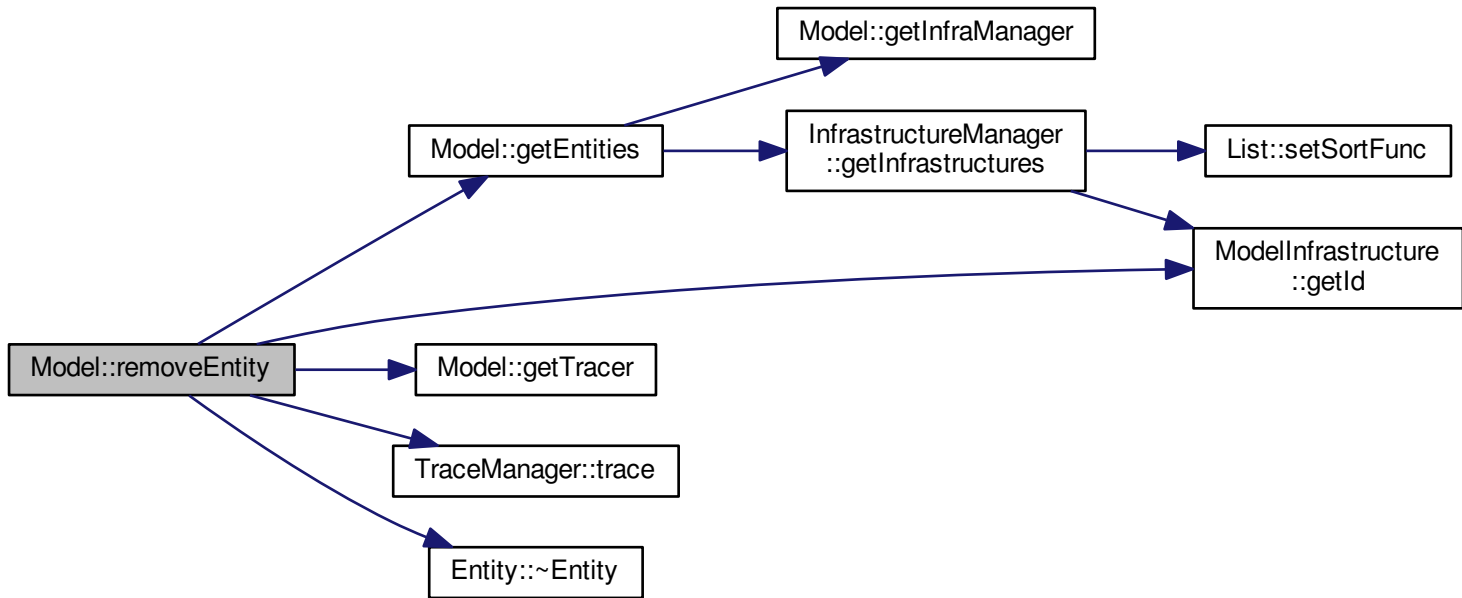 Model::getInfraManager
Model::getEntities
InfrastructureManager
::getInfrastructures
List::setSortFunc
ModelInfrastructure
::getId
Model::removeEntity
Model::getTracer
TraceManager::trace
Entity::~Entity